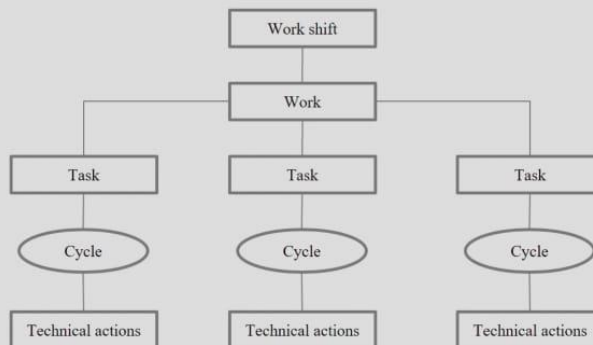 Work shift
Work
Task Task Task
Cycle Cycle Cycle
Technical actions Technical actions Technical actions